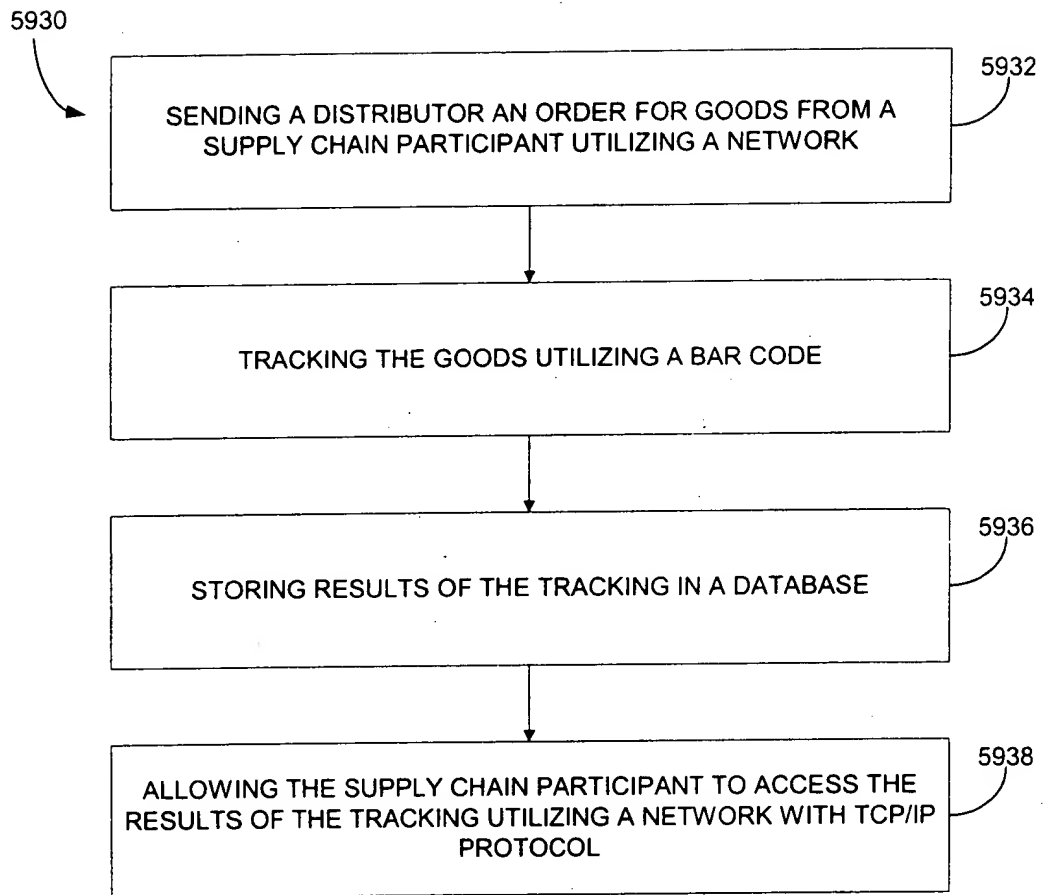 5930
5932
SENDING A DISTRIBUTOR AN ORDER FOR GOODS FROM A
SUPPLY CHAIN PARTICIPANT UTILIZING A NETWORK
5934
TRACKING THE GOODS UTILIZING A BAR CODE
5936
STORING RESULTS OF THE TRACKING IN A DATABASE
5938
ALLOWING THE SUPPLY CHAIN PARTICIPANT TO ACCESS THE
RESULTS OF THE TRACKING UTILIZING A NETWORK WITH TCP/IP
PROTOCOL